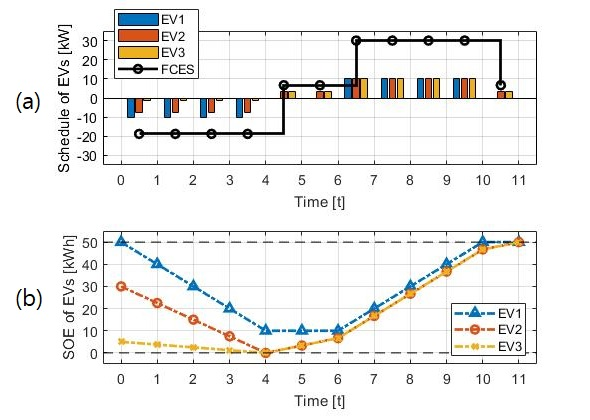 (a)
Schedule of EVs [kW]
EV1
EV2
EV3
FCES
30
20
10
0
-10
-20
-30
0 1 2 3 4 5 6 7 8 9 10 11
Time [t]
(b)
SOE of EVs [kWh]
50
40
30
20
10
0
EV1
EV2
EV3
0 1 2 3 4 5 6 7 8 9 10 11
Time [t]